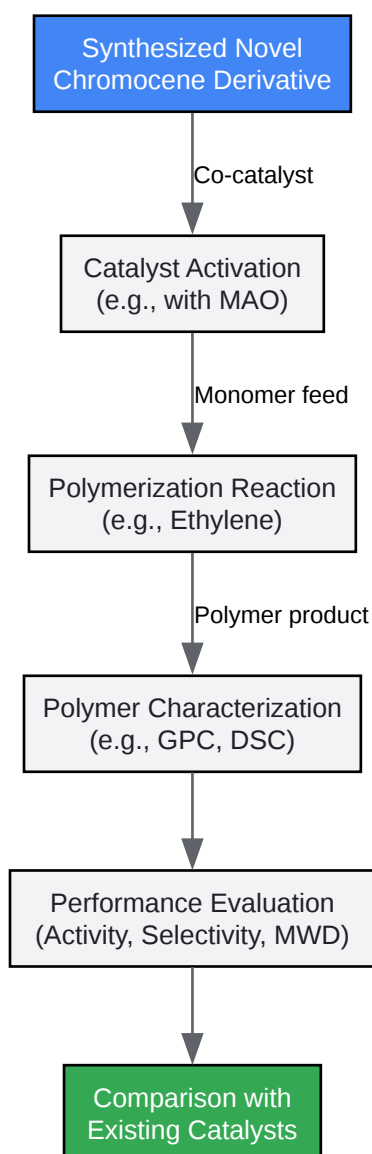 Synthesized Novel
Chromocene Derivative
Co-catalyst
Catalyst Activation
(e.g., with MAO)
Monomer feed
Polymerization Reaction
(e.g., Ethylene)
Polymer product
Polymer Characterization
(e.g., GPC, DSC)
Performance Evaluation
(Activity, Selectivity, MWD)
Comparison with
Existing Catalysts